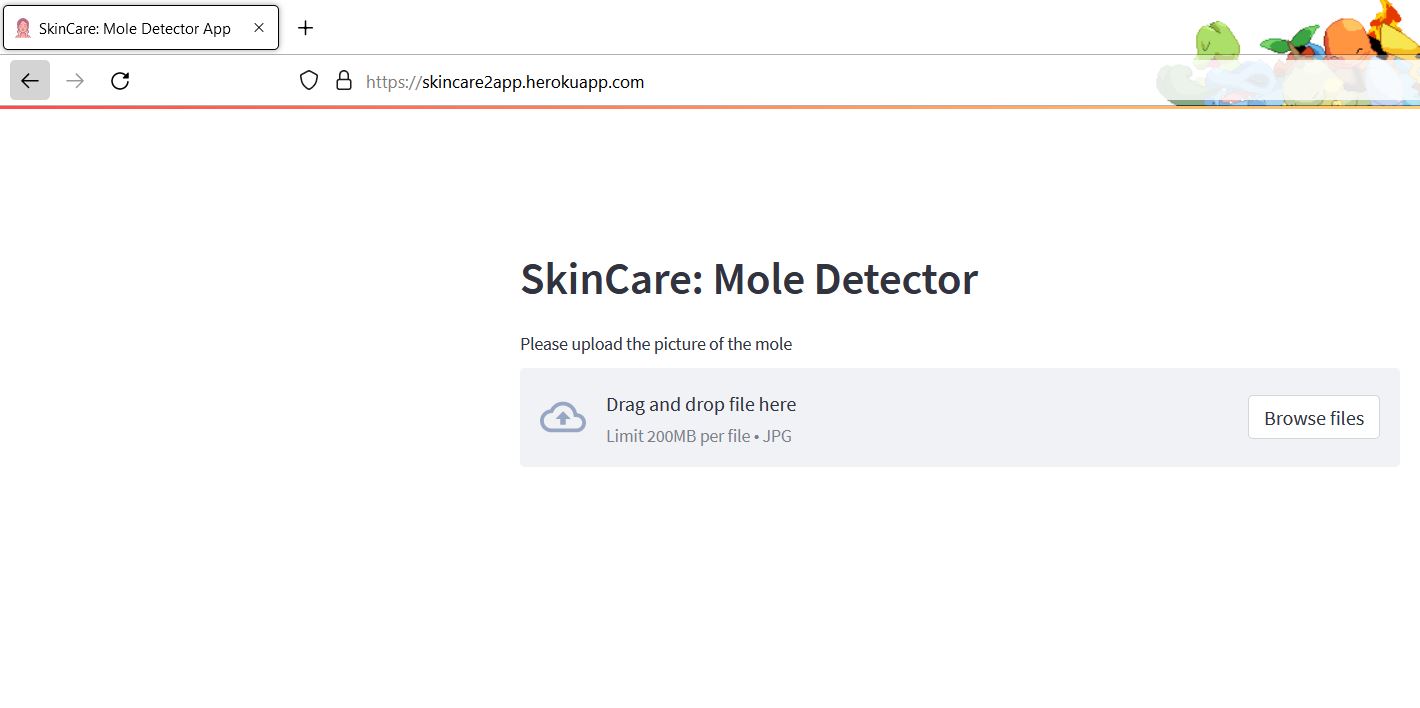 SkinCare: Mole Detector App
https://skincare2app.herokuapp.com
SkinCare: Mole Detector
Please upload the picture of the mole
Drag and drop file here
Limit 200MB per file • JPG
Browse files